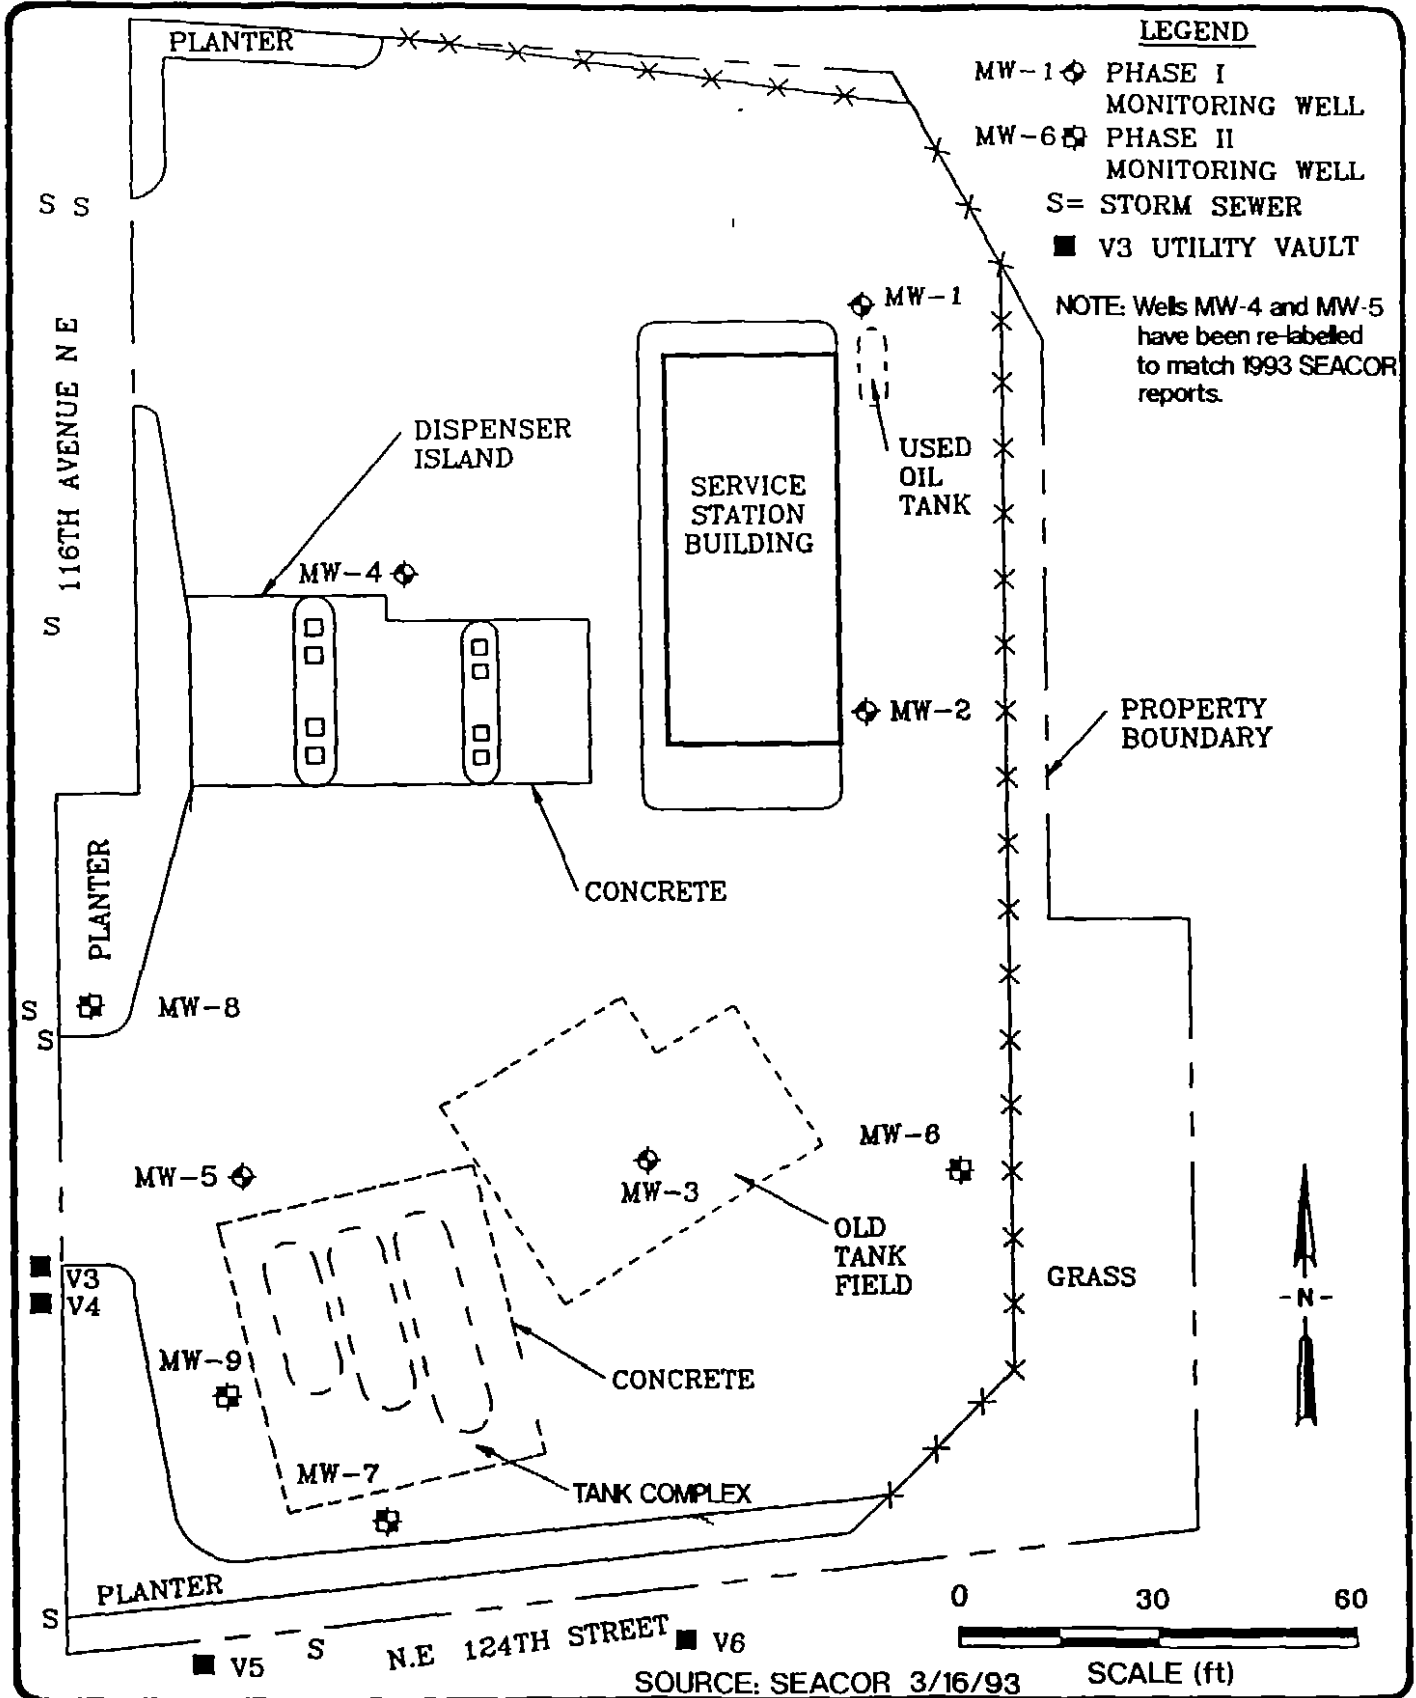 PLANTER
LEGEND
MW-1 PHASE I
MONITORING WELL
MW-6 PHASE II
MONITORING WELL
S= STORM SEWER
V3 UTILITY VAULT
NOTE: Wells MW-4 and MW-5
have been re-labelled
to match 1993 SEACOR
reports.
S S
116TH AVENUE N E
S
MW-1
USED
OIL
TANK
DISPENSER
ISLAND
SERVICE
STATION
BUILDING
MW-4
MW-2
PROPERTY
BOUNDARY
CONCRETE
PLANTER
S
MW-8
S
MW-6
MW-5
MW-3
OLD
TANK
FIELD
GRASS
-N-
V3
V4
MW-9
CONCRETE
MW-7
TANK COMPLEX
PLANTER
S
S
N.E 124TH STREET
V5
V6
0 30 60
SCALE (ft)
SOURCE: SEACOR 3/16/93